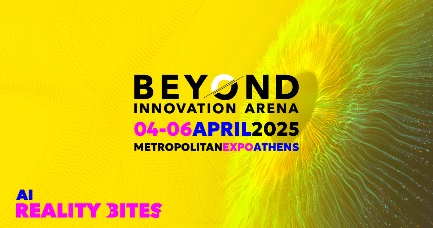 BEYOND
INNOVATION ARENA
04-06APRIL2025
METROPOLITANEXPOATHENS
AI
REALITY BITES